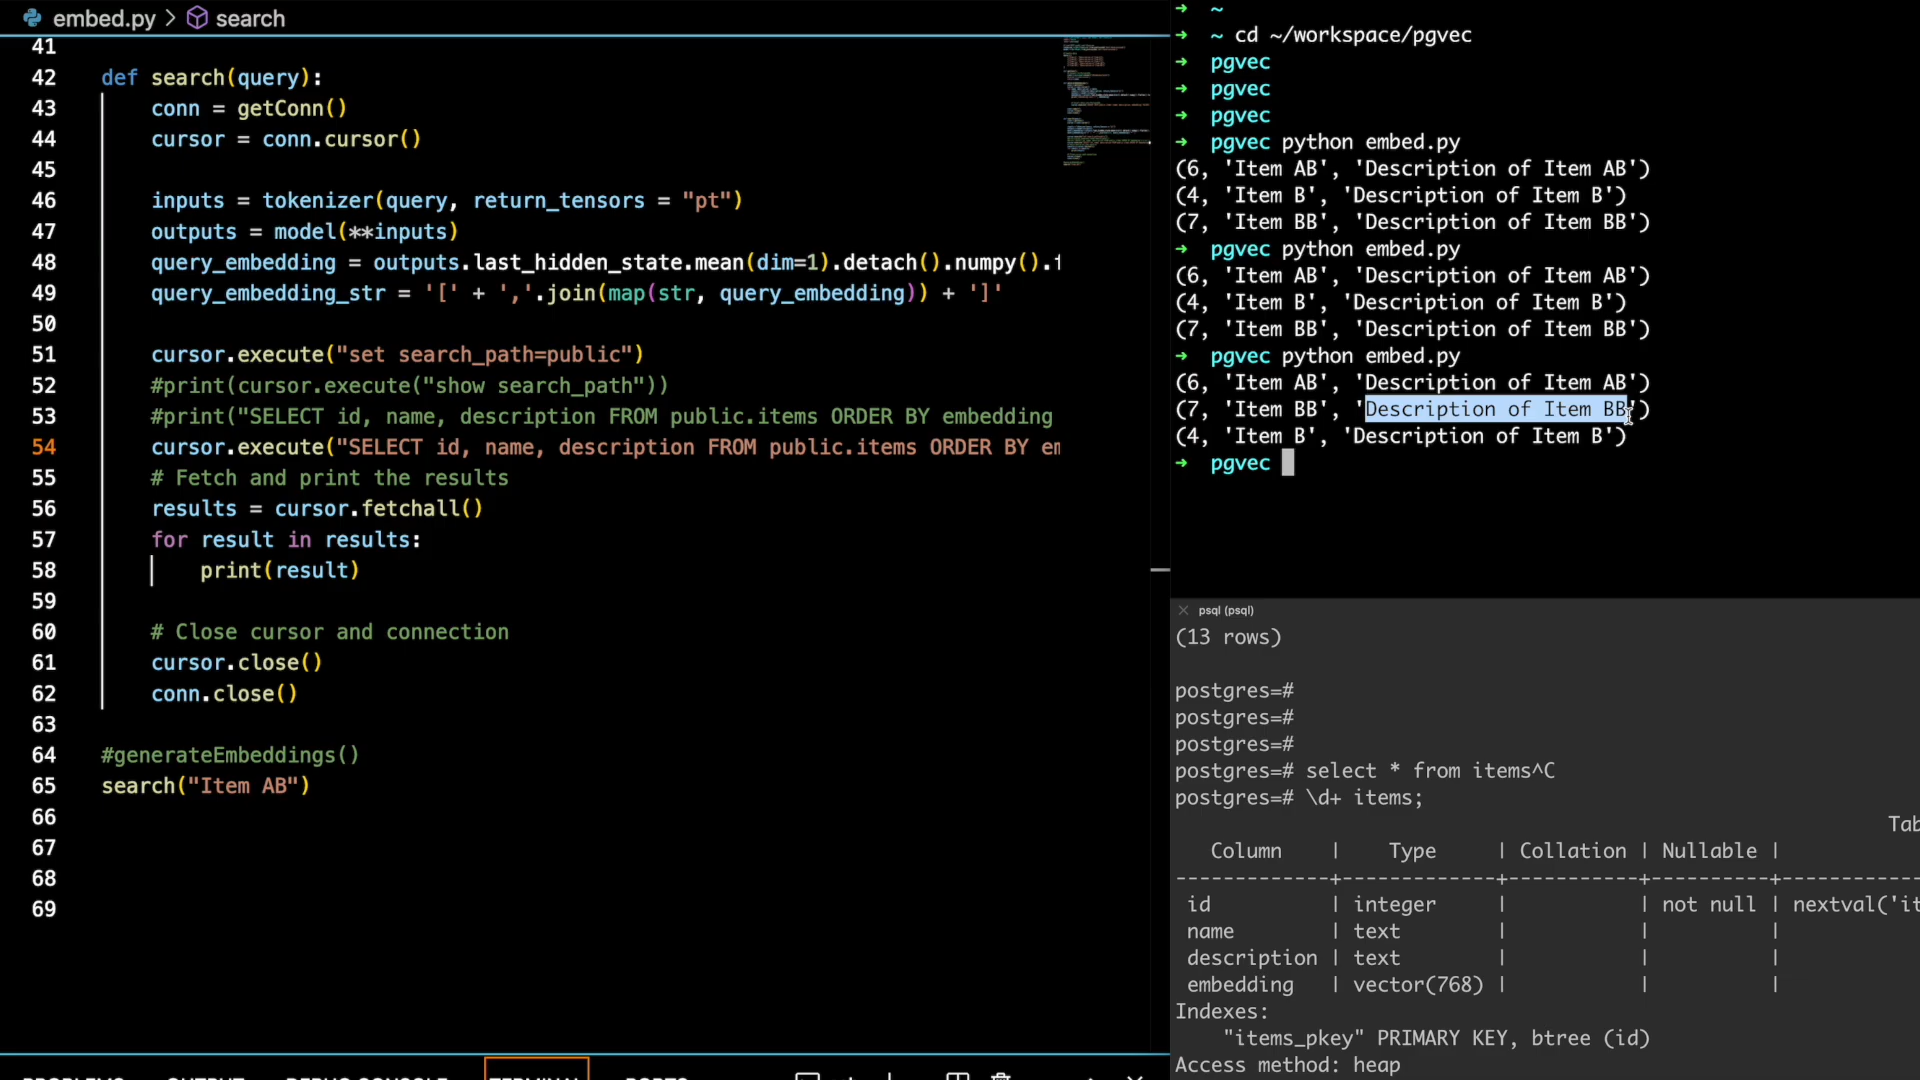 embed.py > search
41
42 def search(query):
43 conn = getConn()
44 cursor = conn.cursor()
45
46 inputs = tokenizer(query, return_tensors = "pt")
47 outputs = model(**inputs)
48 query_embedding = outputs.last_hidden_state.mean(dim=1).detach().numpy().
49 query_embedding_str = '[' + ','.join(map(str, query_embedding)) + ']'
50
51 cursor.execute("set search_path=public")
52 #print(cursor.execute("show search_path"))
53 #print("SELECT id, name, description FROM public.items ORDER BY embedding
54 cursor.execute("SELECT id, name, description FROM public.items ORDER BY em
55 # Fetch and print the results
56 results = cursor.fetchall()
57 for result in results:
58 print(result)
59
60 # Close cursor and connection
61 cursor.close()
62 conn.close()
63
64 #generateEmbeddings()
65 search("Item AB")
66
67
68
69
PROBLEMS OUTPUT DEBUG CONSOLE TERMINAL PORTS
→ ~
→ ~ cd ~/workspace/pgvec
→ pgvec
→ pgvec
→ pgvec
→ pgvec python embed.py
(6, 'Item AB', 'Description of Item AB')
(4, 'Item B', 'Description of Item B')
(7, 'Item BB', 'Description of Item BB')
→ pgvec python embed.py
(6, 'Item AB', 'Description of Item AB')
(4, 'Item B', 'Description of Item B')
(7, 'Item BB', 'Description of Item BB')
→ pgvec python embed.py
(6, 'Item AB', 'Description of Item AB')
(7, 'Item BB', 'Description of Item BB')
(4, 'Item B', 'Description of Item B')
→ pgvec
psql (psql)
(13 rows)
postgres=#
postgres=#
postgres=#
postgres=# select * from items^C
postgres=# \d+ items;
Tab
Column | Type | Collation | Nullable |
-------------+-------------+-----------+----------+------------
id | integer | | not null | nextval('it
name | text | | |
description | text | | |
embedding | vector(768) | | |
Indexes:
"items_pkey" PRIMARY KEY, btree (id)
Access method: heap